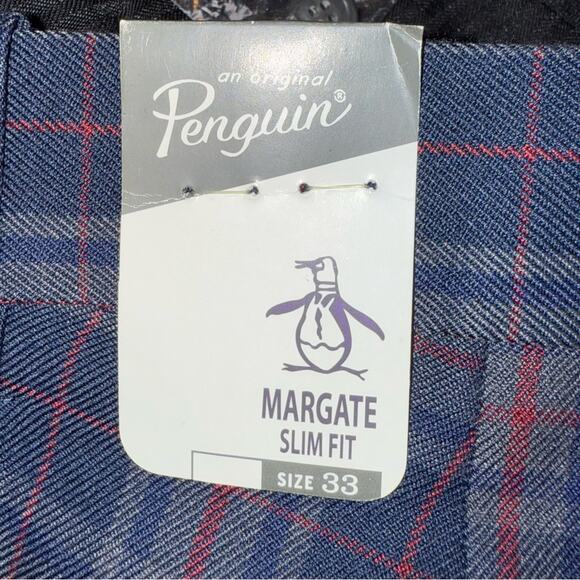 an original
Penguin®
MARGATE
SLIM FIT
SIZE 33